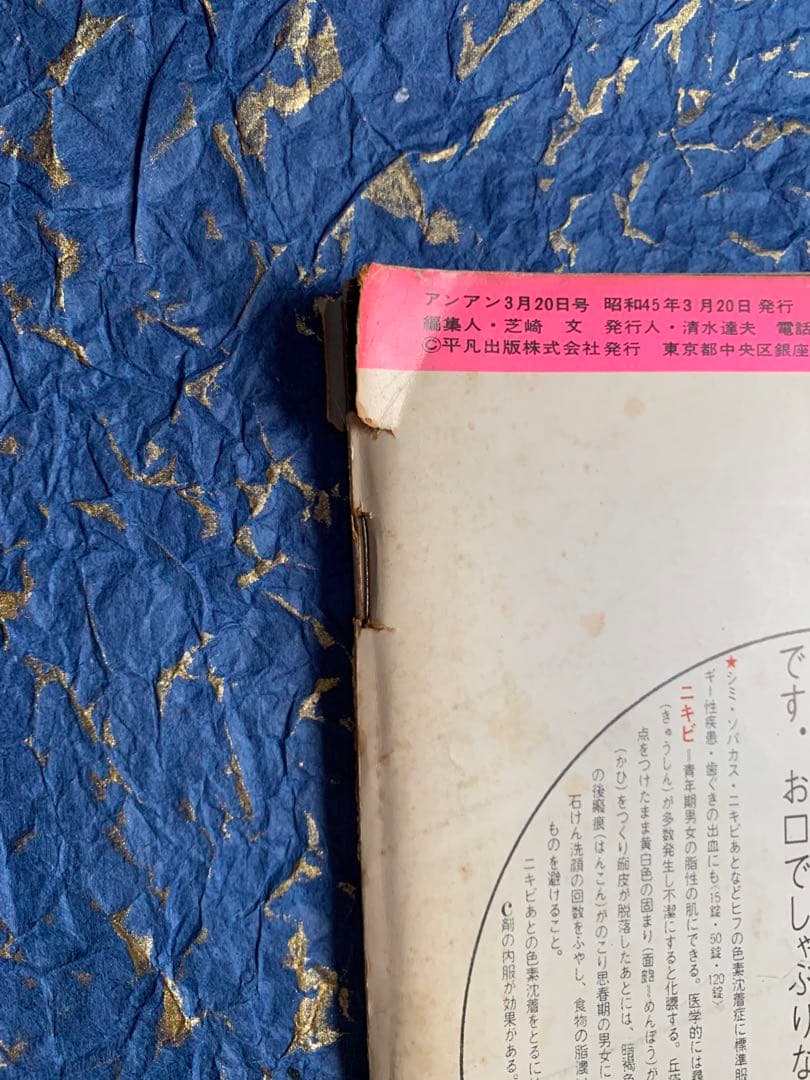 アンアン3月20日号 昭和45年3月20日発行
編集人・芝崎 文 発行人・清水達夫 電話
©平凡出版株式会社発行 東京都中央区銀座
です・お口でしゃぶりな
★シミ・ソバカス・ニキビあとなどヒフの色素沈着症に標準服
ギー性疾患・歯ぐきの出血にも〈15錠・50錠・120錠〉
ニキビ=青年期男女の脂性の肌にできる。医学的には尋
(きゅうしん)が多数発生し不潔にすると化膿する。丘疹
点をつけたまま黄白色の固まり(面皰=めんぽう)が
(かひ)をつくり痂皮が脱落したあとには、暗褐色
の後瘢痕(はんこん)がのこり思春期の男女に
石けん洗顔の回数をふやし、食物の脂濃い
ものを避けること。
ニキビあとの色素沈着をとるには
C剤の内服が効果がある。